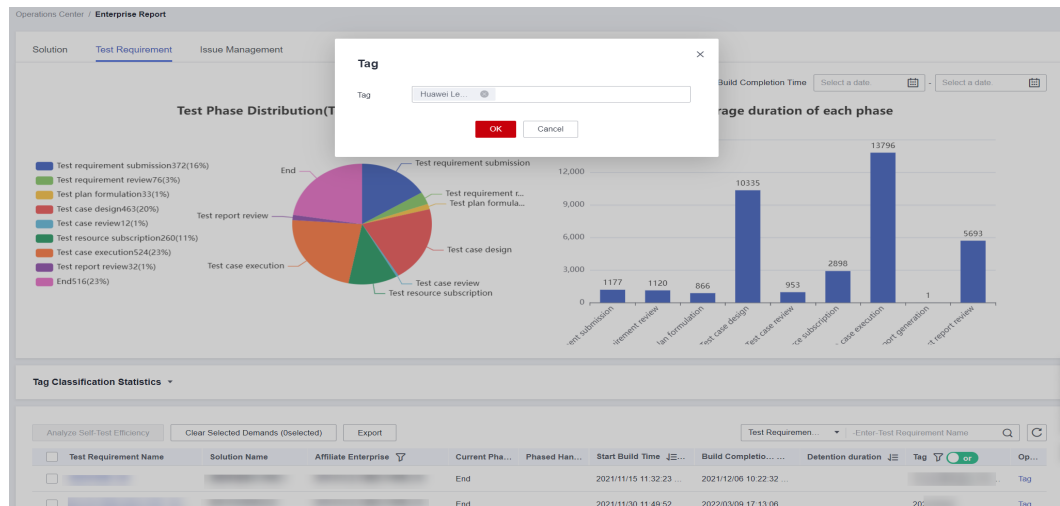 Operations Center / Enterprise Report
Solution Test Requirement Issue Management
Tag
Tag Huawei Le...
OK Cancel
Build Completion Time Select a date - Select a date
Test Phase Distribution(T
rage duration of each phase
Test requirement submission372(16%)
Test requirement review76(3%)
Test plan formulation33(1%)
Test case design463(20%)
Test case review12(1%)
Test resource subscription260(11%)
Test case execution524(23%)
Test report review32(1%)
End516(23%)
End
Test requirement submission
Test requirement r...
Test plan formula...
Test report review
Test case design
Test case execution
Test case review
Test resource subscription
12,000
9,000
6,000
3,000
0
1177 1120 866 10335 953 2898 13796 1 5693
ent submission
irement review
lan formulation
Test case design
Test case review
ce subscription
t case execution
port generation
t report review
Tag Classification Statistics
Analyze Self-Test Efficiency Clear Selected Demands (0selected) Export Test Requiremen... -Enter-Test Requirement Name
Test Requirement Name Solution Name Affiliate Enterprise Current Pha... Phased Han... Start Build Time Build Completio... ... Detention duration Tag or Op...
End 2021/11/15 11:32:23 ... 2021/12/06 10:22:32 ... Tag
End 2021/11/30 11:49:52 2022/03/09 17:13:06 Tag